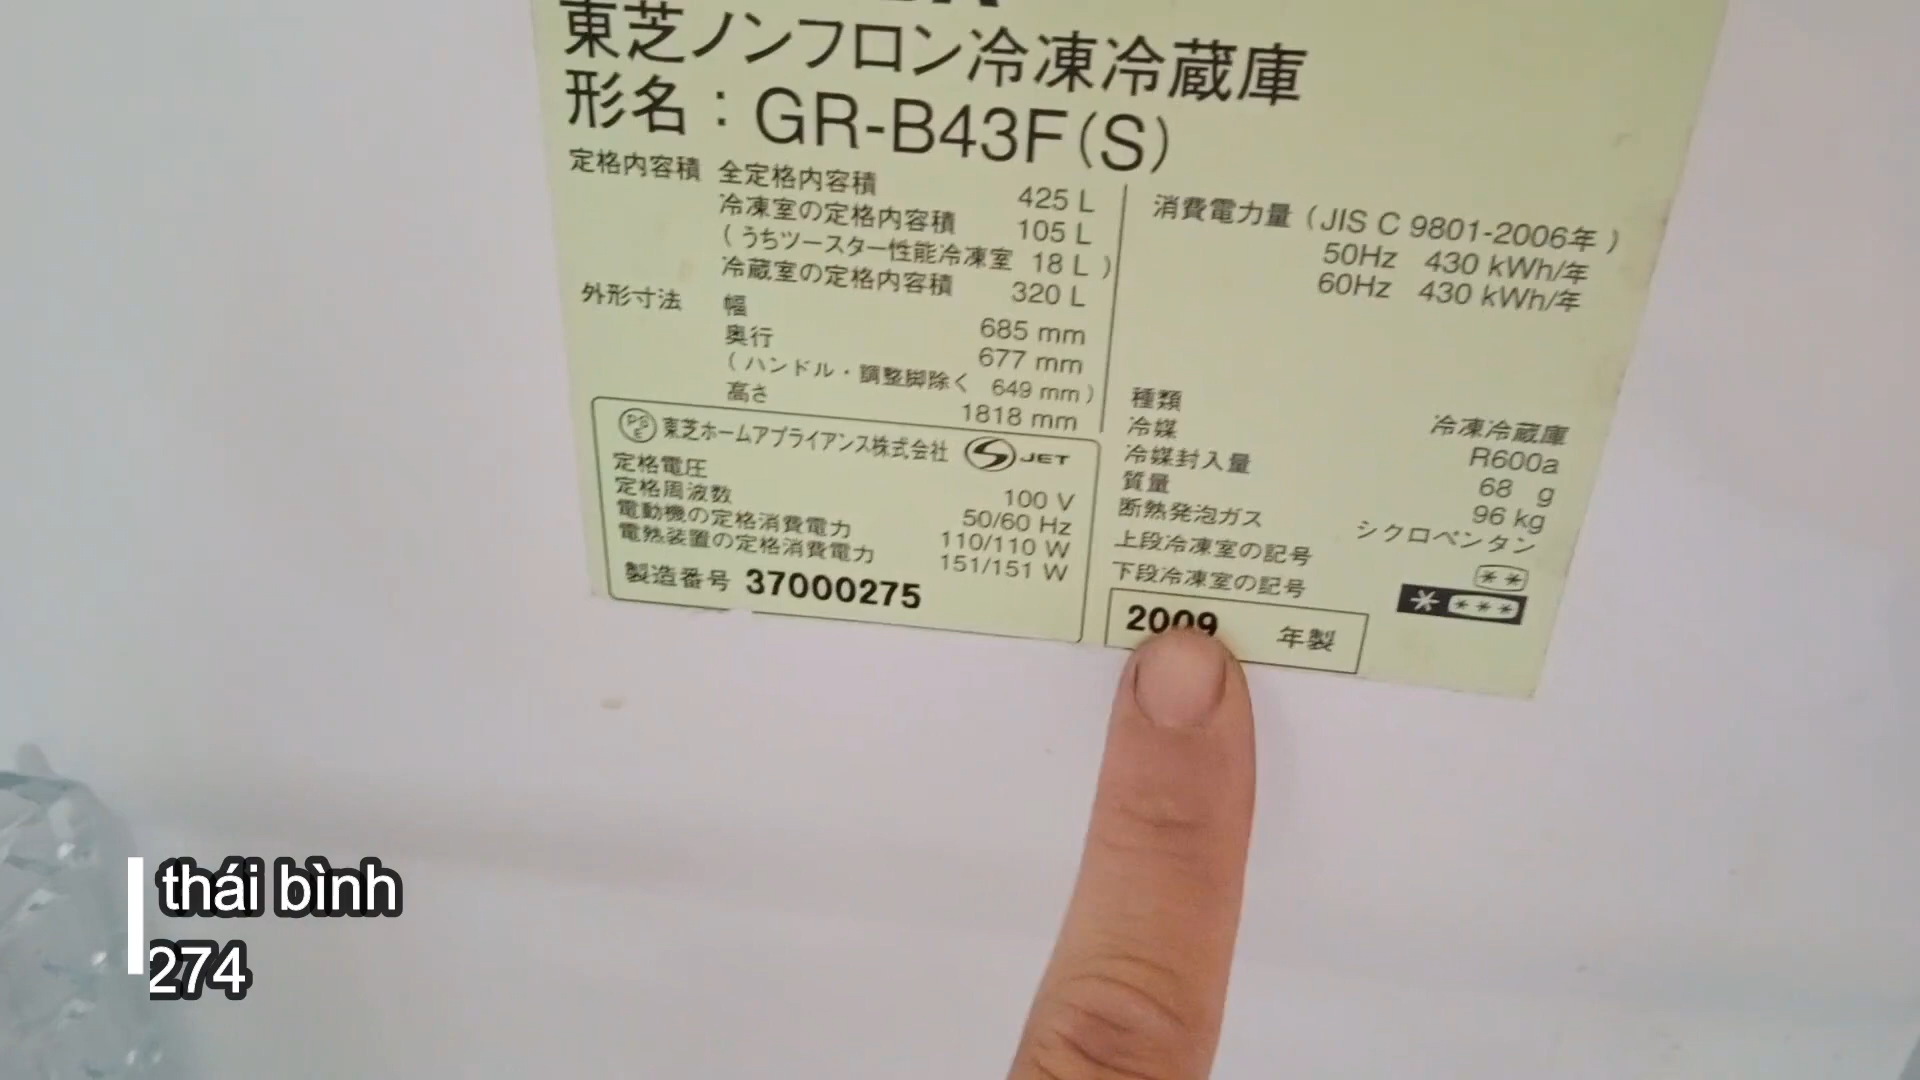 東芝ノンフロン冷凍冷蔵庫
形名：GR-B43F(S)
定格内容積 全定格内容積 425 L
冷凍室の定格内容積 105 L
(うちツースター性能冷凍室 18 L)
冷蔵室の定格内容積 320 L
外形寸法 幅 685 mm
奥行 677 mm
(ハンドル・調整脚除く 649 mm)
高さ 1818 mm
消費電力量 (JIS C 9801-2006年)
50Hz 430 kWh/年
60Hz 430 kWh/年
種類 冷凍冷蔵庫
冷媒 R600a
冷媒封入量 68 g
質量 96 kg
断熱発泡ガス シクロペンタン
上段冷凍室の記号 **
下段冷凍室の記号 * ***
2009 年製
PSE 東芝ホームアプライアンス株式会社 S JET
定格電圧 100 V
定格周波数 50/60 Hz
電動機の定格消費電力 110/110 W
電熱装置の定格消費電力 151/151 W
製造番号 37000275
thái bình
274